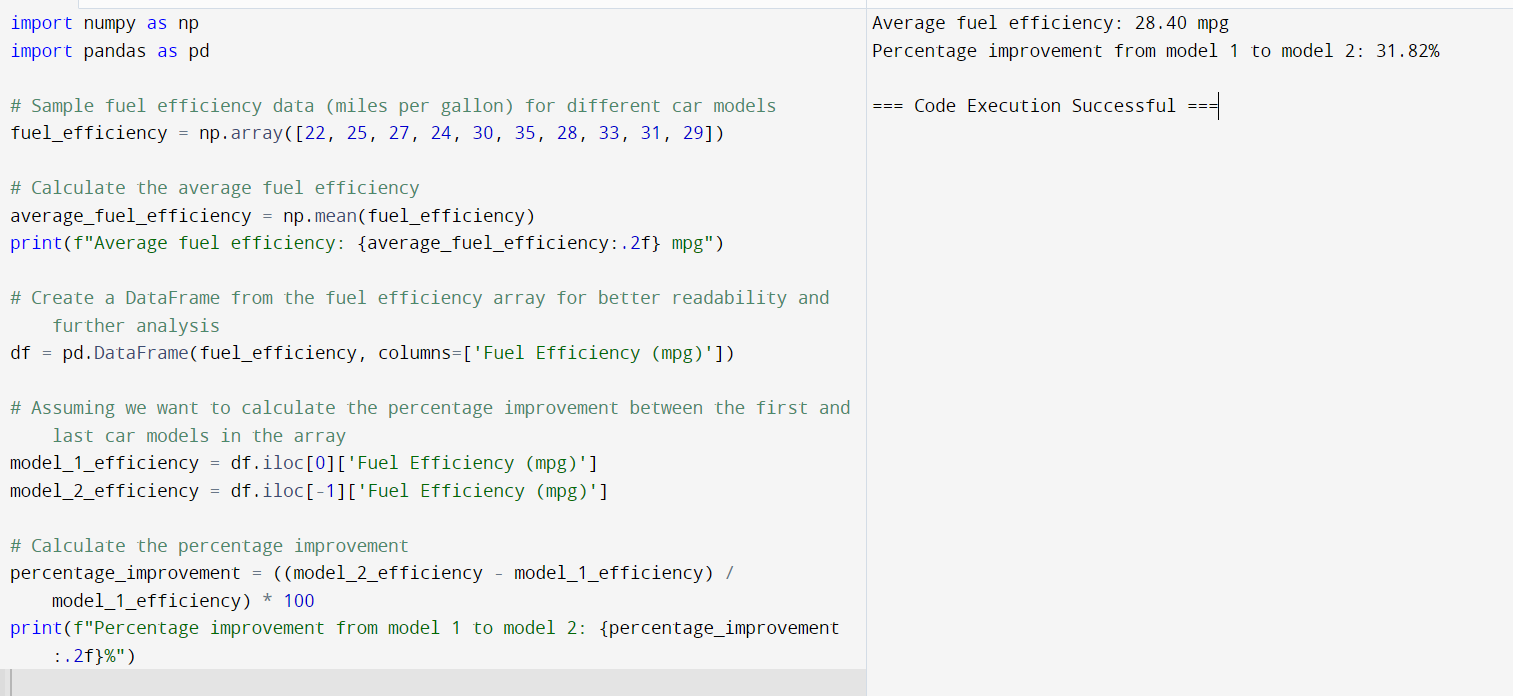 import numpy as np
import pandas as pd
# Sample fuel efficiency data (miles per gallon) for different car models
fuel_efficiency = np.array([22, 25, 27, 24, 30, 35, 28, 33, 31, 29])
# Calculate the average fuel efficiency
average_fuel_efficiency = np.mean(fuel_efficiency)
print(f"Average fuel efficiency: {average_fuel_efficiency:.2f} mpg")
# Create a DataFrame from the fuel efficiency array for better readability and
further analysis
df = pd.DataFrame(fuel_efficiency, columns=['Fuel Efficiency (mpg)'])
# Assuming we want to calculate the percentage improvement between the first and
last car models in the array
model_1_efficiency = df.iloc[0]['Fuel Efficiency (mpg)']
model_2_efficiency = df.iloc[-1]['Fuel Efficiency (mpg)']
# Calculate the percentage improvement
percentage_improvement = ((model_2_efficiency - model_1_efficiency) /
model_1_efficiency) * 100
print(f"Percentage improvement from model 1 to model 2: {percentage_improvement
:.2f}%")
Average fuel efficiency: 28.40 mpg
Percentage improvement from model 1 to model 2: 31.82%
=== Code Execution Successful ===